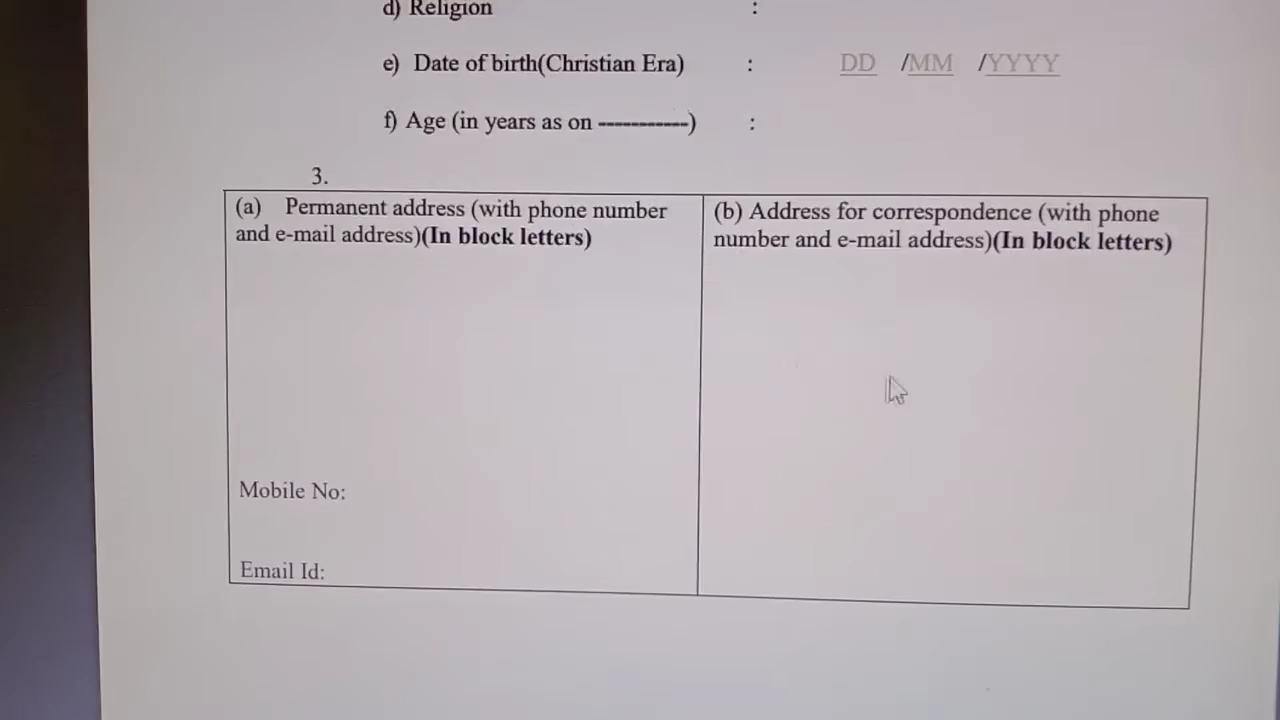 d) Religion :
e) Date of birth(Christian Era) : DD /MM /YYYY
f) Age (in years as on -----------) :
3.
(a) Permanent address (with phone number
and e-mail address)(In block letters)
Mobile No:
Email Id:
(b) Address for correspondence (with phone
number and e-mail address)(In block letters)